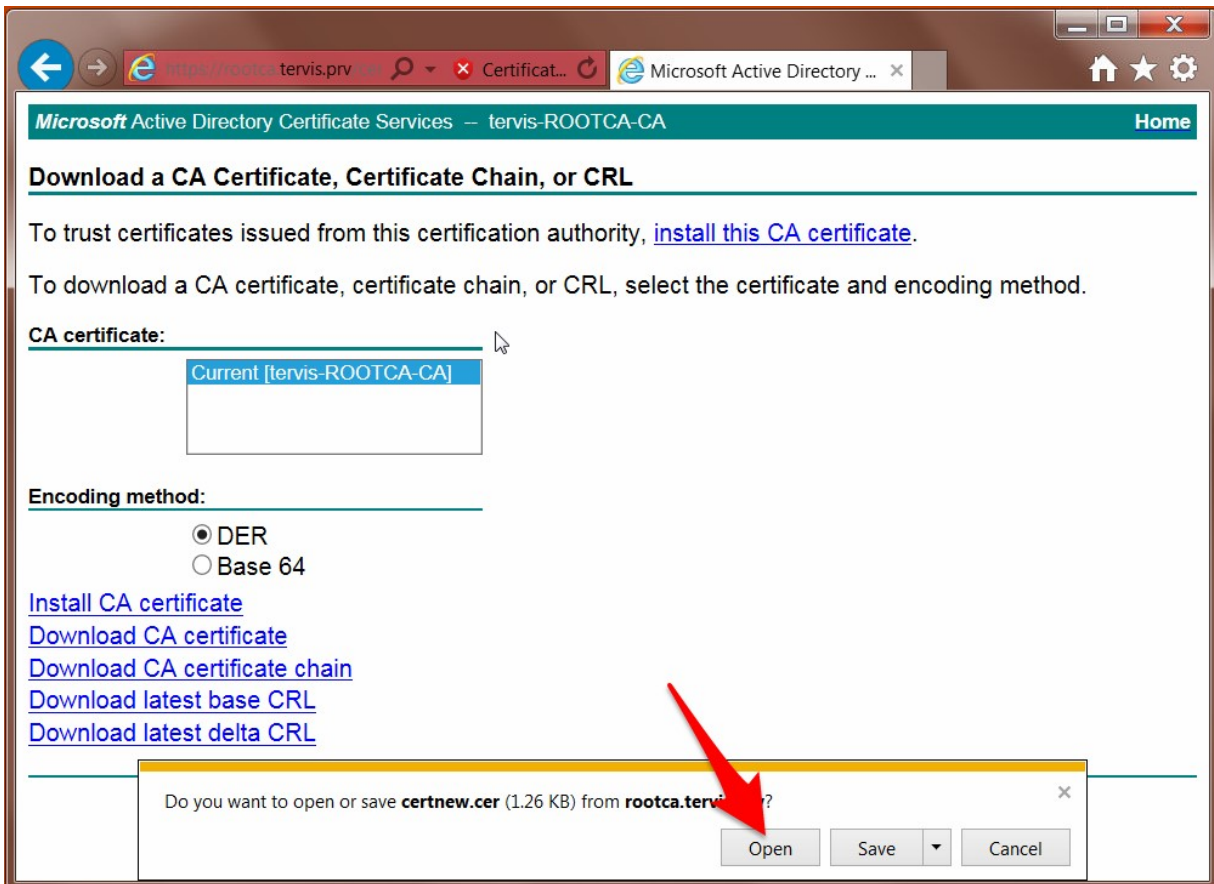 https://rootca.tervis.prv Certificat... Microsoft Active Directory ...
Microsoft Active Directory Certificate Services -- tervis-ROOTCA-CA Home
Download a CA Certificate, Certificate Chain, or CRL
To trust certificates issued from this certification authority, install this CA certificate.
To download a CA certificate, certificate chain, or CRL, select the certificate and encoding method.
CA certificate:
Current [tervis-ROOTCA-CA]
Encoding method:
DER
Base 64
Install CA certificate
Download CA certificate
Download CA certificate chain
Download latest base CRL
Download latest delta CRL
Do you want to open or save certnew.cer (1.26 KB) from
Open Save Cancel